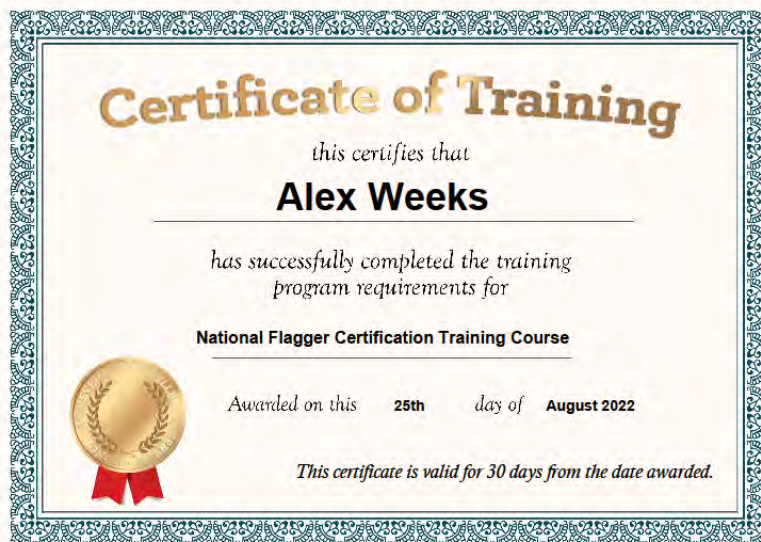 Certificate of Training
this certifies that
Alex Weeks
has successfully completed the training
program requirements for
National Flagger Certification Training Course
Awarded on this 25th day of August 2022
This certificate is valid for 30 days from the date awarded.